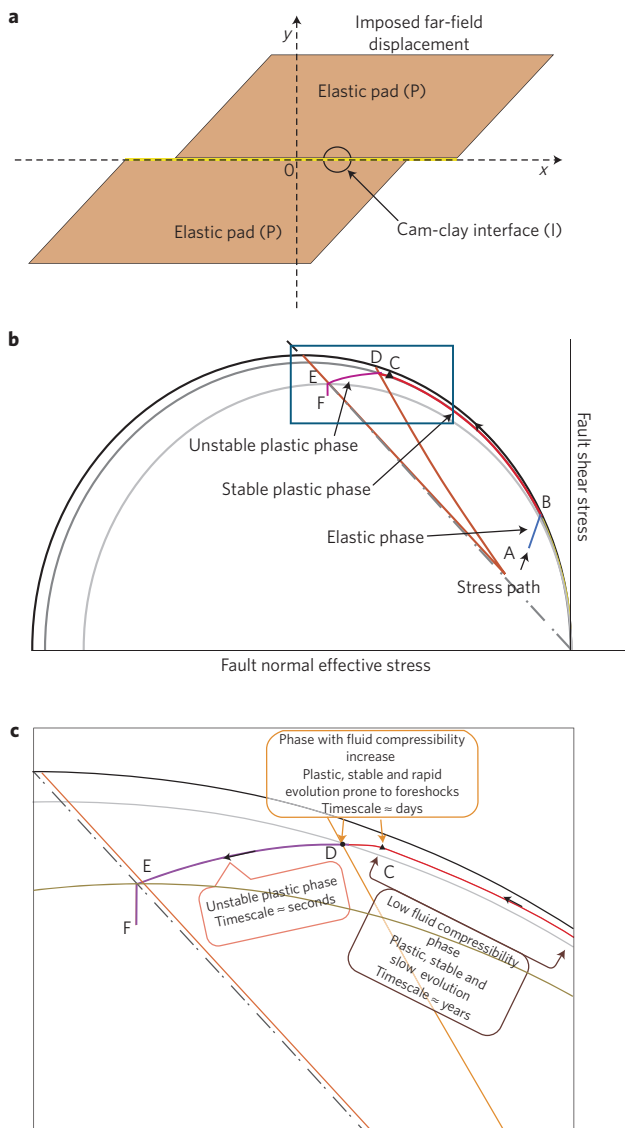 a
y
Imposed far-field
displacement
Elastic pad (P)
0
x
Elastic pad (P)
Cam-clay interface (I)
b
D
C
E
F
Unstable plastic phase
Stable plastic phase
B
Elastic phase
A
Stress path
Fault shear stress
Fault normal effective stress
c
Phase with fluid compressibility
increase
Plastic, stable and rapid
evolution prone to foreshocks
Timescale ≈ days
D
E
C
F
Unstable plastic phase
Timescale ≈ seconds
Low fluid compressibility
phase
Plastic, stable and
slow evolution
Timescale ≈ years